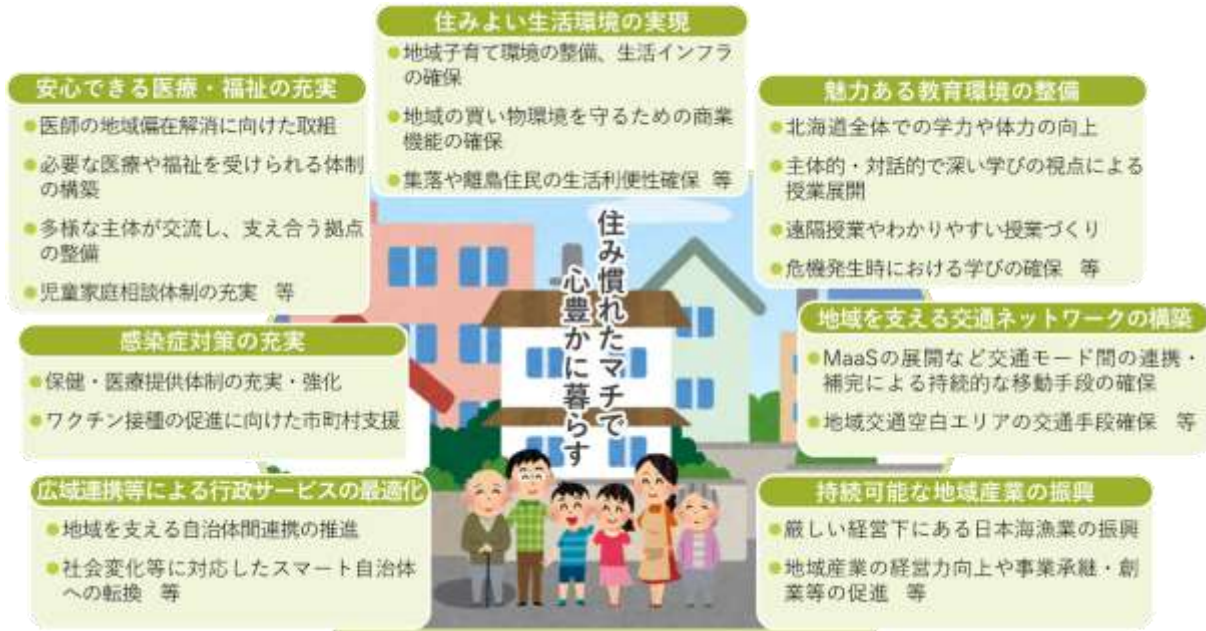 住みよい生活環境の実現
●地域子育て環境の整備、生活インフラ
の確保
●地域の買い物環境を守るための商業
機能の確保
●集落や離島住民の生活利便性確保 等
安心できる医療・福祉の充実
●医師の地域偏在解消に向けた取組
●必要な医療や福祉を受けられる体制
の構築
●多様な主体が交流し、支え合う拠点
の整備
●児童家庭相談体制の充実 等
魅力ある教育環境の整備
●北海道全体での学力や体力の向上
●主体的・対話的で深い学びの視点による
授業展開
●遠隔授業やわかりやすい授業づくり
●危機発生時における学びの確保 等
住み慣れたマチで
心豊かに暮らす
感染症対策の充実
●保健・医療提供体制の充実・強化
●ワクチン接種の促進に向けた市町村支援
地域を支える交通ネットワークの構築
●MaaSの展開など交通モード間の連携・
補完による持続的な移動手段の確保
●地域交通空白エリアの交通手段確保 等
広域連携等による行政サービスの最適化
●地域を支える自治体間連携の推進
●社会変化等に対応したスマート自治体
への転換 等
持続可能な地域産業の振興
●厳しい経営下にある日本海漁業の振興
●地域産業の経営力向上や事業承継・創
業等の促進 等